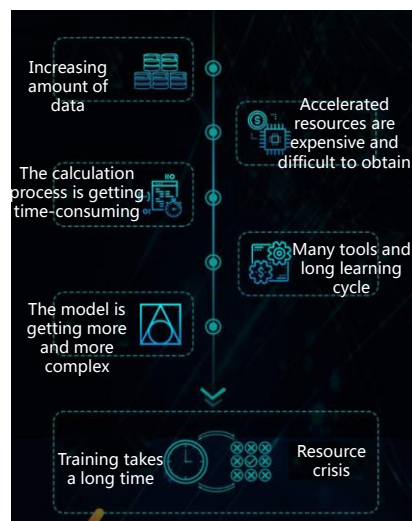 Increasing
amount of
data
Accelerated
resources are
expensive and
difficult to obtain
The calculation
process is getting
time-consuming
Many tools and
long learning
cycle
The model is
getting more
and more
complex
Training takes
a long time
Resource
crisis